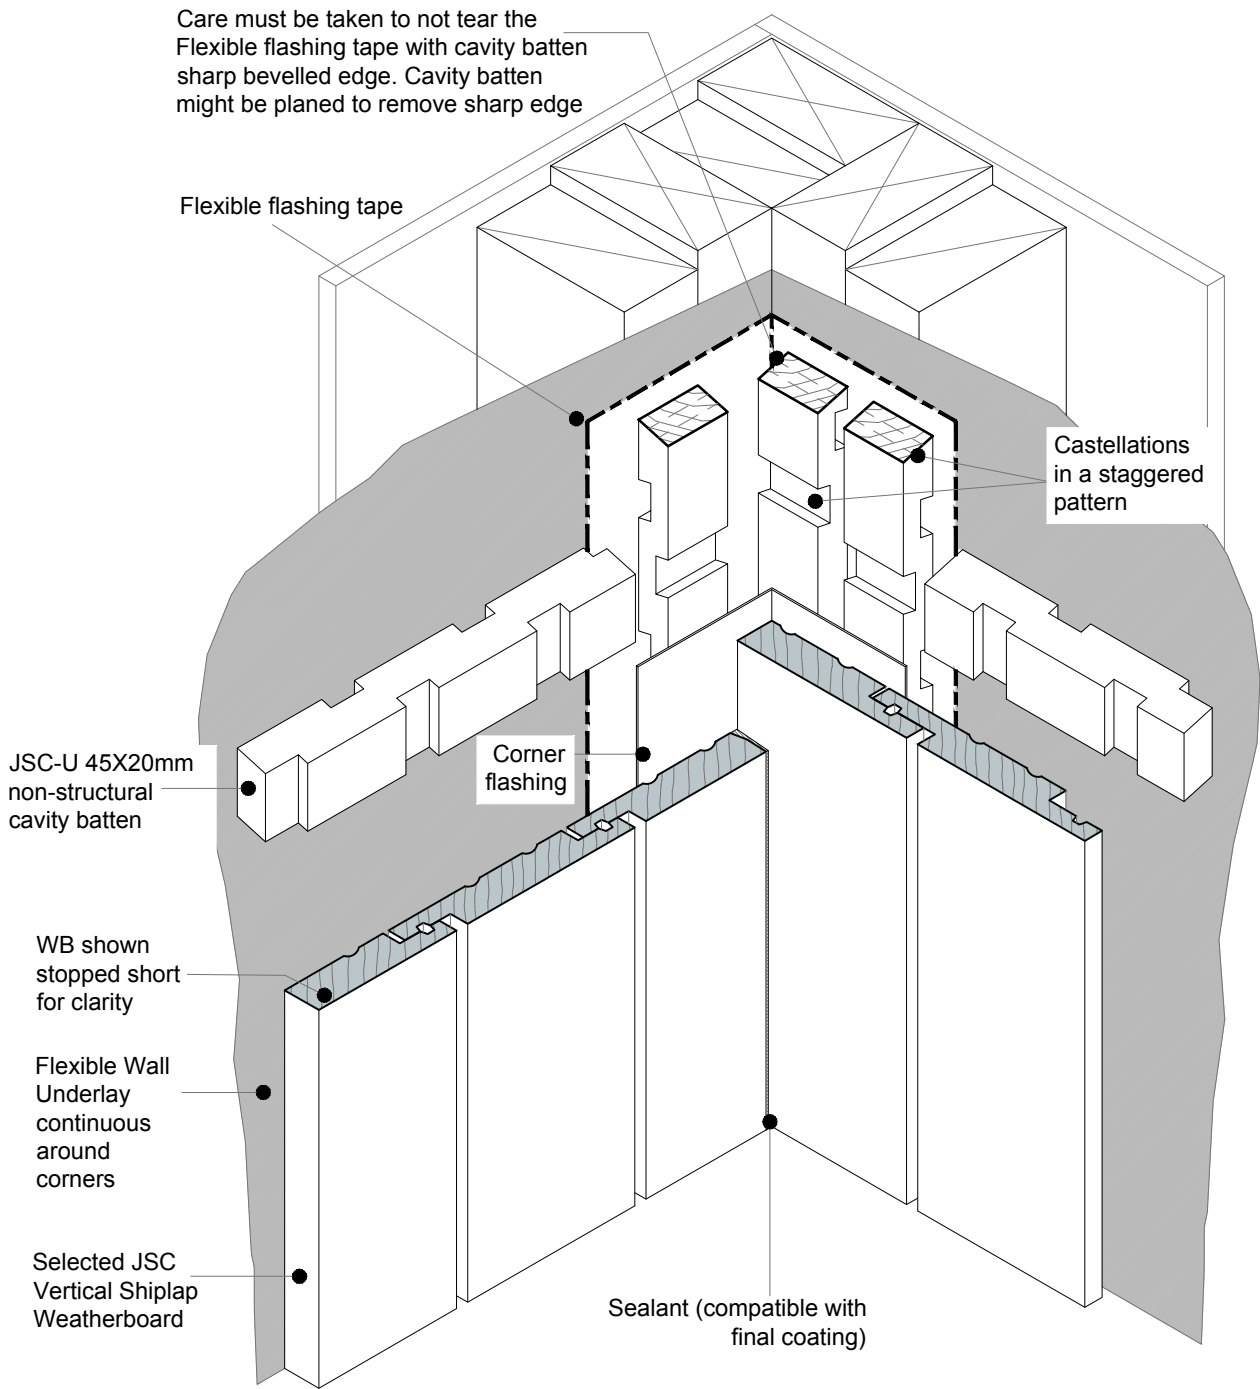 Care must be taken to not tear the
Flexible flashing tape with cavity batten
sharp bevelled edge. Cavity batten
might be planed to remove sharp edge
Flexible flashing tape
Castellations
in a staggered
pattern
Corner
flashing
JSC-U 45X20mm
non-structural
cavity batten
WB shown
stopped short
for clarity
Flexible Wall
Underlay
continuous
around
corners
Selected JSC
Vertical Shiplap
Weatherboard
Sealant (compatible with
final coating)